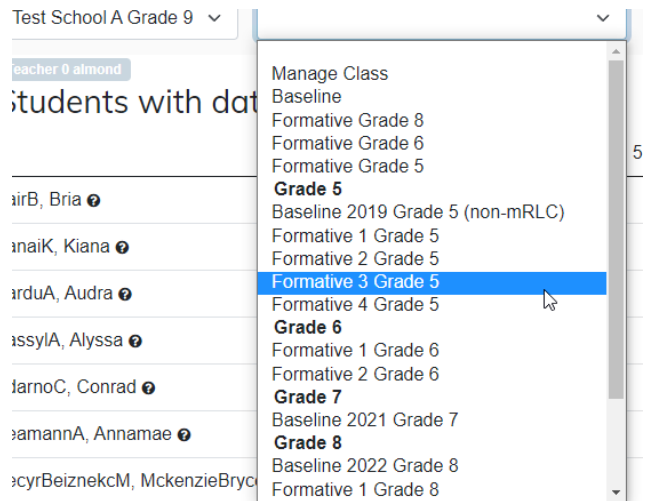 Test School A Grade 9
Teacher 0 almond
Students with dat
5
airB, Bria
anaiK, Kiana
arduA, Audra
assylA, Alyssa
darnoC, Conrad
eamannA, Annamae
ecyrBeiznekcM, MckenzieBryc
Manage Class
Baseline
Formative Grade 8
Formative Grade 6
Formative Grade 5
Grade 5
Baseline 2019 Grade 5 (non-mRLC)
Formative 1 Grade 5
Formative 2 Grade 5
Formative 3 Grade 5
Formative 4 Grade 5
Grade 6
Formative 1 Grade 6
Formative 2 Grade 6
Grade 7
Baseline 2021 Grade 7
Grade 8
Baseline 2022 Grade 8
Formative 1 Grade 8